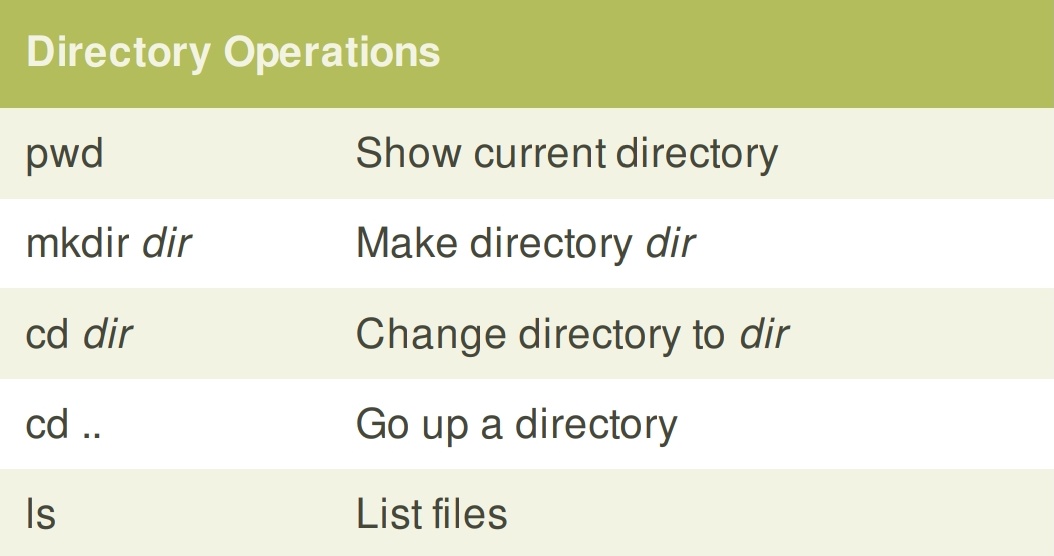 Directory Operations
pwd Show current directory
mkdir dir Make directory dir
cd dir Change directory to dir
cd .. Go up a directory
ls List files